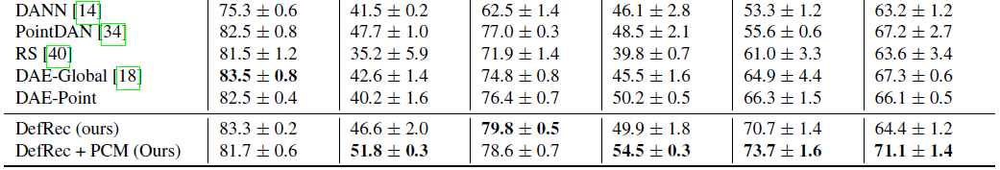 DANN [14] 75.3 ± 0.6 41.5 ± 0.2 62.5 ± 1.4 46.1 ± 2.8 53.3 ± 1.2 63.2 ± 1.2
PointDAN [34] 82.5 ± 0.8 47.7 ± 1.0 77.0 ± 0.3 48.5 ± 2.1 55.6 ± 0.6 67.2 ± 2.7
RS [40] 81.5 ± 1.2 35.2 ± 5.9 71.9 ± 1.4 39.8 ± 0.7 61.0 ± 3.3 63.6 ± 3.4
DAE-Global [18] 83.5 ± 0.8 42.6 ± 1.4 74.8 ± 0.8 45.5 ± 1.6 64.9 ± 4.4 67.3 ± 0.6
DAE-Point 82.5 ± 0.4 40.2 ± 1.6 76.4 ± 0.7 50.2 ± 0.5 66.3 ± 1.5 66.1 ± 0.5
DefRec (ours) 83.3 ± 0.2 46.6 ± 2.0 79.8 ± 0.5 49.9 ± 1.8 70.7 ± 1.4 64.4 ± 1.2
DefRec + PCM (Ours) 81.7 ± 0.6 51.8 ± 0.3 78.6 ± 0.7 54.5 ± 0.3 73.7 ± 1.6 71.1 ± 1.4